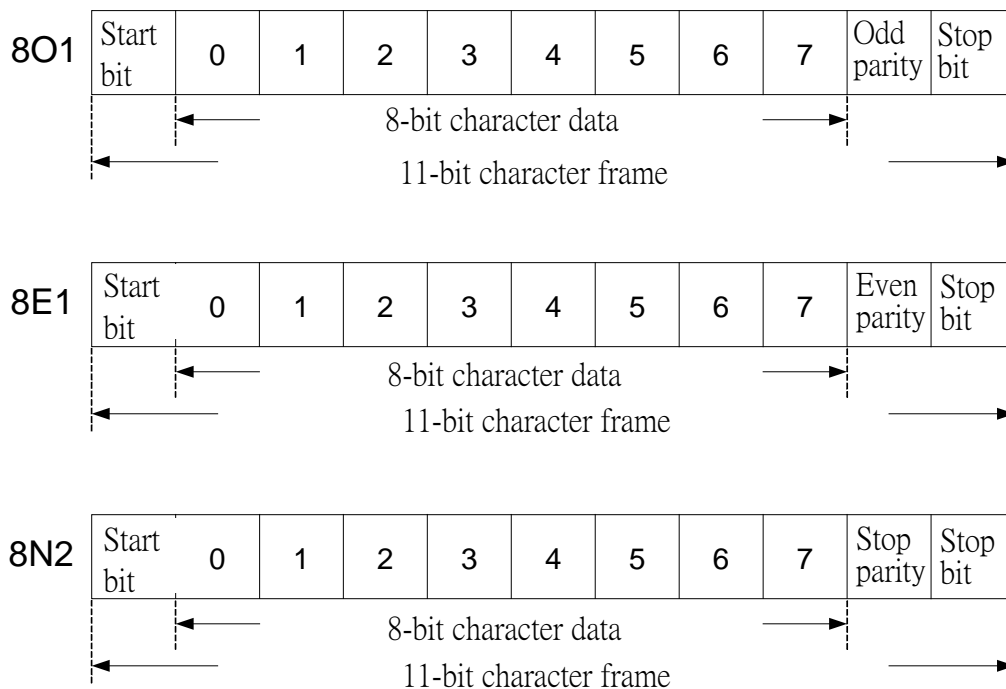 8O1 Start bit 0 1 2 3 4 5 6 7 Odd parity Stop bit
8-bit character data
11-bit character frame
8E1 Start bit 0 1 2 3 4 5 6 7 Even parity Stop bit
8-bit character data
11-bit character frame
8N2 Start bit 0 1 2 3 4 5 6 7 Stop parity Stop bit
8-bit character data
11-bit character frame